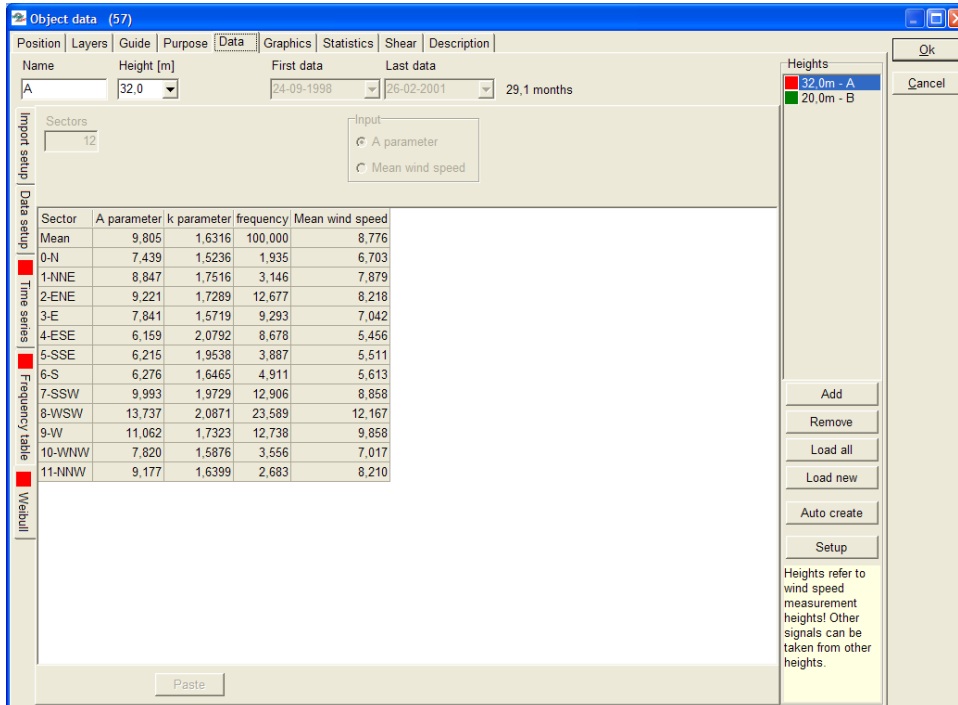 Object data (57)
Position Layers Guide Purpose Data Graphics Statistics Shear Description
Ok
Cancel
Name Height [m] First data Last data
A 32,0 24-09-1998 26-02-2001 29,1 months
Heights
32,0m - A
20,0m - B
Import setup
Data setup
Time series
Frequency table
Weibull
Sectors
12
Input
A parameter
Mean wind speed
Sector A parameter k parameter frequency Mean wind speed
Mean 9,805 1,6316 100,000 8,776
0-N 7,439 1,5236 1,935 6,703
1-NNE 8,847 1,7516 3,146 7,879
2-ENE 9,221 1,7289 12,677 8,218
3-E 7,841 1,5719 9,293 7,042
4-ESE 6,159 2,0792 8,678 5,456
5-SSE 6,215 1,9538 3,887 5,511
6-S 6,276 1,6465 4,911 5,613
7-SSW 9,993 1,9729 12,906 8,858
8-WSW 13,737 2,0871 23,589 12,167
9-W 11,062 1,7323 12,738 9,858
10-WNW 7,820 1,5876 3,556 7,017
11-NNW 9,177 1,6399 2,683 8,210
Add
Remove
Load all
Load new
Auto create
Setup
Heights refer to
wind speed
measurement
heights! Other
signals can be
taken from other
heights.
Paste